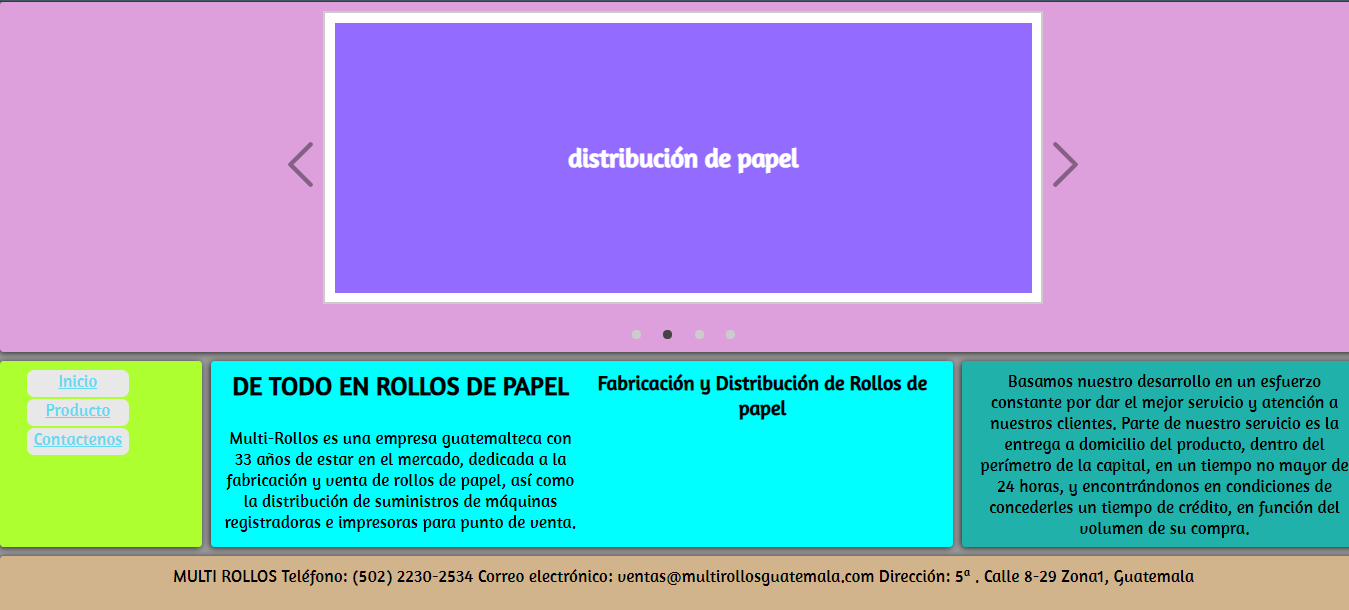 distribución de papel
Inicio
Producto
Contactenos
DE TODO EN ROLLOS DE PAPEL
Multi-Rollos es una empresa guatemalteca con
33 años de estar en el mercado, dedicada a la
fabricación y venta de rollos de papel, así como
la distribución de suministros de máquinas
registradoras e impresoras para punto de venta.
Fabricación y Distribución de Rollos de
papel
Basamos nuestro desarrollo en un esfuerzo
constante por dar el mejor servicio y atención a
nuestros clientes. Parte de nuestro servicio es la
entrega a domicilio del producto, dentro del
perímetro de la capital, en un tiempo no mayor de
24 horas, y encontrándonos en condiciones de
concederles un tiempo de crédito, en función del
volumen de su compra.
MULTI ROLLOS Teléfono: (502) 2230-2534 Correo electrónico: ventas@multirollosguatemala.com Dirección: 5ª . Calle 8-29 Zona1, Guatemala